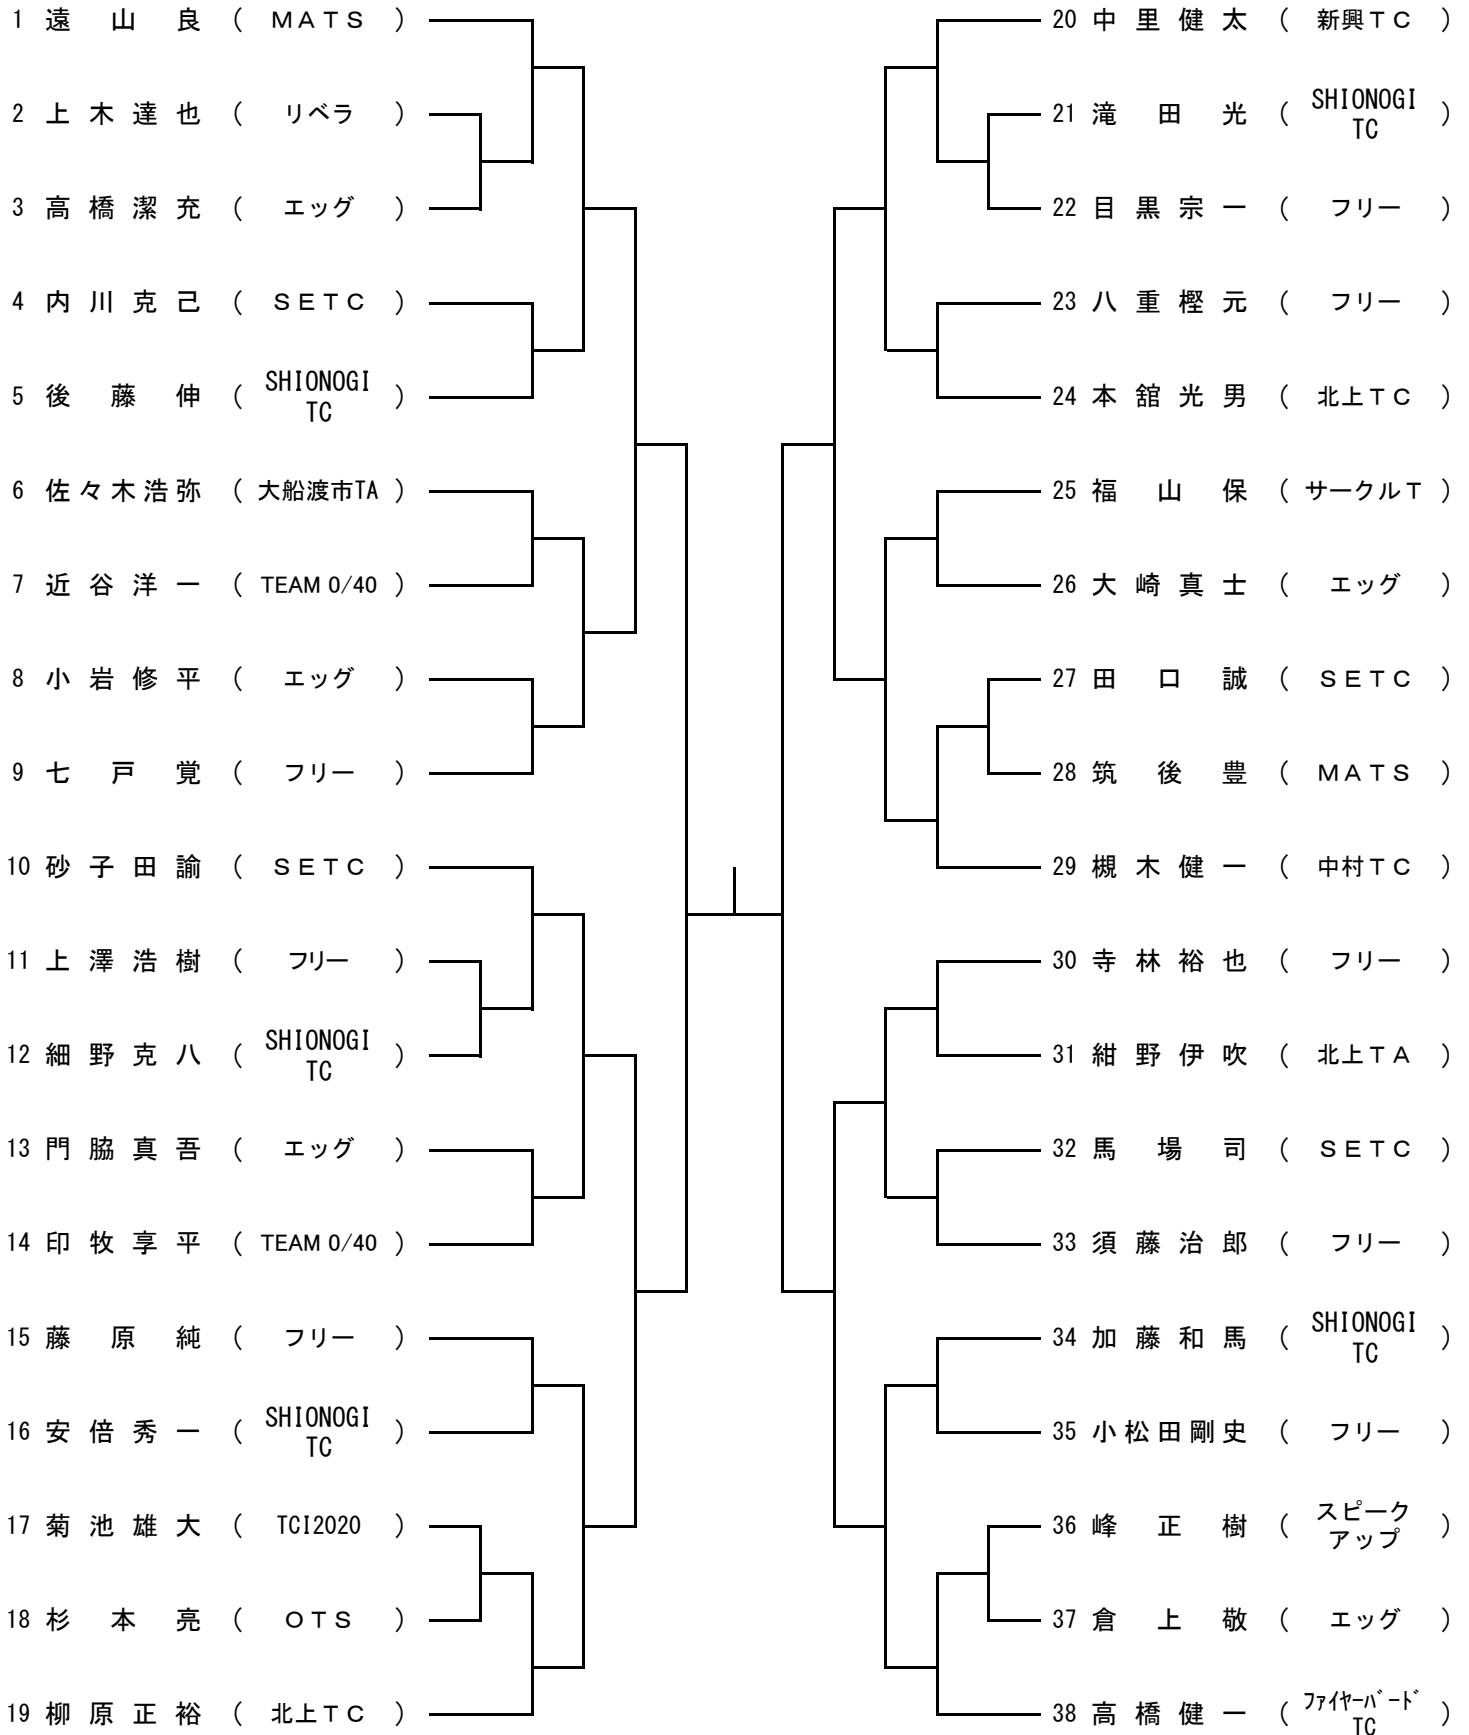 1 遠山良 ( ＭＡＴＳ )
2 上木達也 ( リベラ )
3 高橋潔充 ( エッグ )
4 内川克己 ( ＳＥＴＣ )
5 後藤伸 ( SHIONOGI
TC )
6 佐々木浩弥 ( 大船渡市TA )
7 近谷洋一 ( TEAM 0/40 )
8 小岩修平 ( エッグ )
9 七戸覚 ( フリー )
10 砂子田諭 ( ＳＥＴＣ )
11 上澤浩樹 ( フリー )
12 細野克八 ( SHIONOGI
TC )
13 門脇真吾 ( エッグ )
14 印牧享平 ( TEAM 0/40 )
15 藤原純 ( フリー )
16 安倍秀一 ( SHIONOGI
TC )
17 菊池雄大 ( TCI2020 )
18 杉本亮 ( ＯＴＳ )
19 柳原正裕 ( 北上ＴＣ )
20 中里健太 ( 新興ＴＣ )
21 滝田光 ( SHIONOGI
TC )
22 目黒宗一 ( フリー )
23 八重樫元 ( フリー )
24 本舘光男 ( 北上ＴＣ )
25 福山保 ( サークルＴ )
26 大崎真士 ( エッグ )
27 田口誠 ( ＳＥＴＣ )
28 筑後豊 ( ＭＡＴＳ )
29 槻木健一 ( 中村ＴＣ )
30 寺林裕也 ( フリー )
31 紺野伊吹 ( 北上ＴＡ )
32 馬場司 ( ＳＥＴＣ )
33 須藤治郎 ( フリー )
34 加藤和馬 ( SHIONOGI
TC )
35 小松田剛史 ( フリー )
36 峰正樹 ( スピーク
アップ )
37 倉上敬 ( エッグ )
38 高橋健一 ( ﾌｧｲﾔｰﾊﾞｰﾄﾞ
TC )